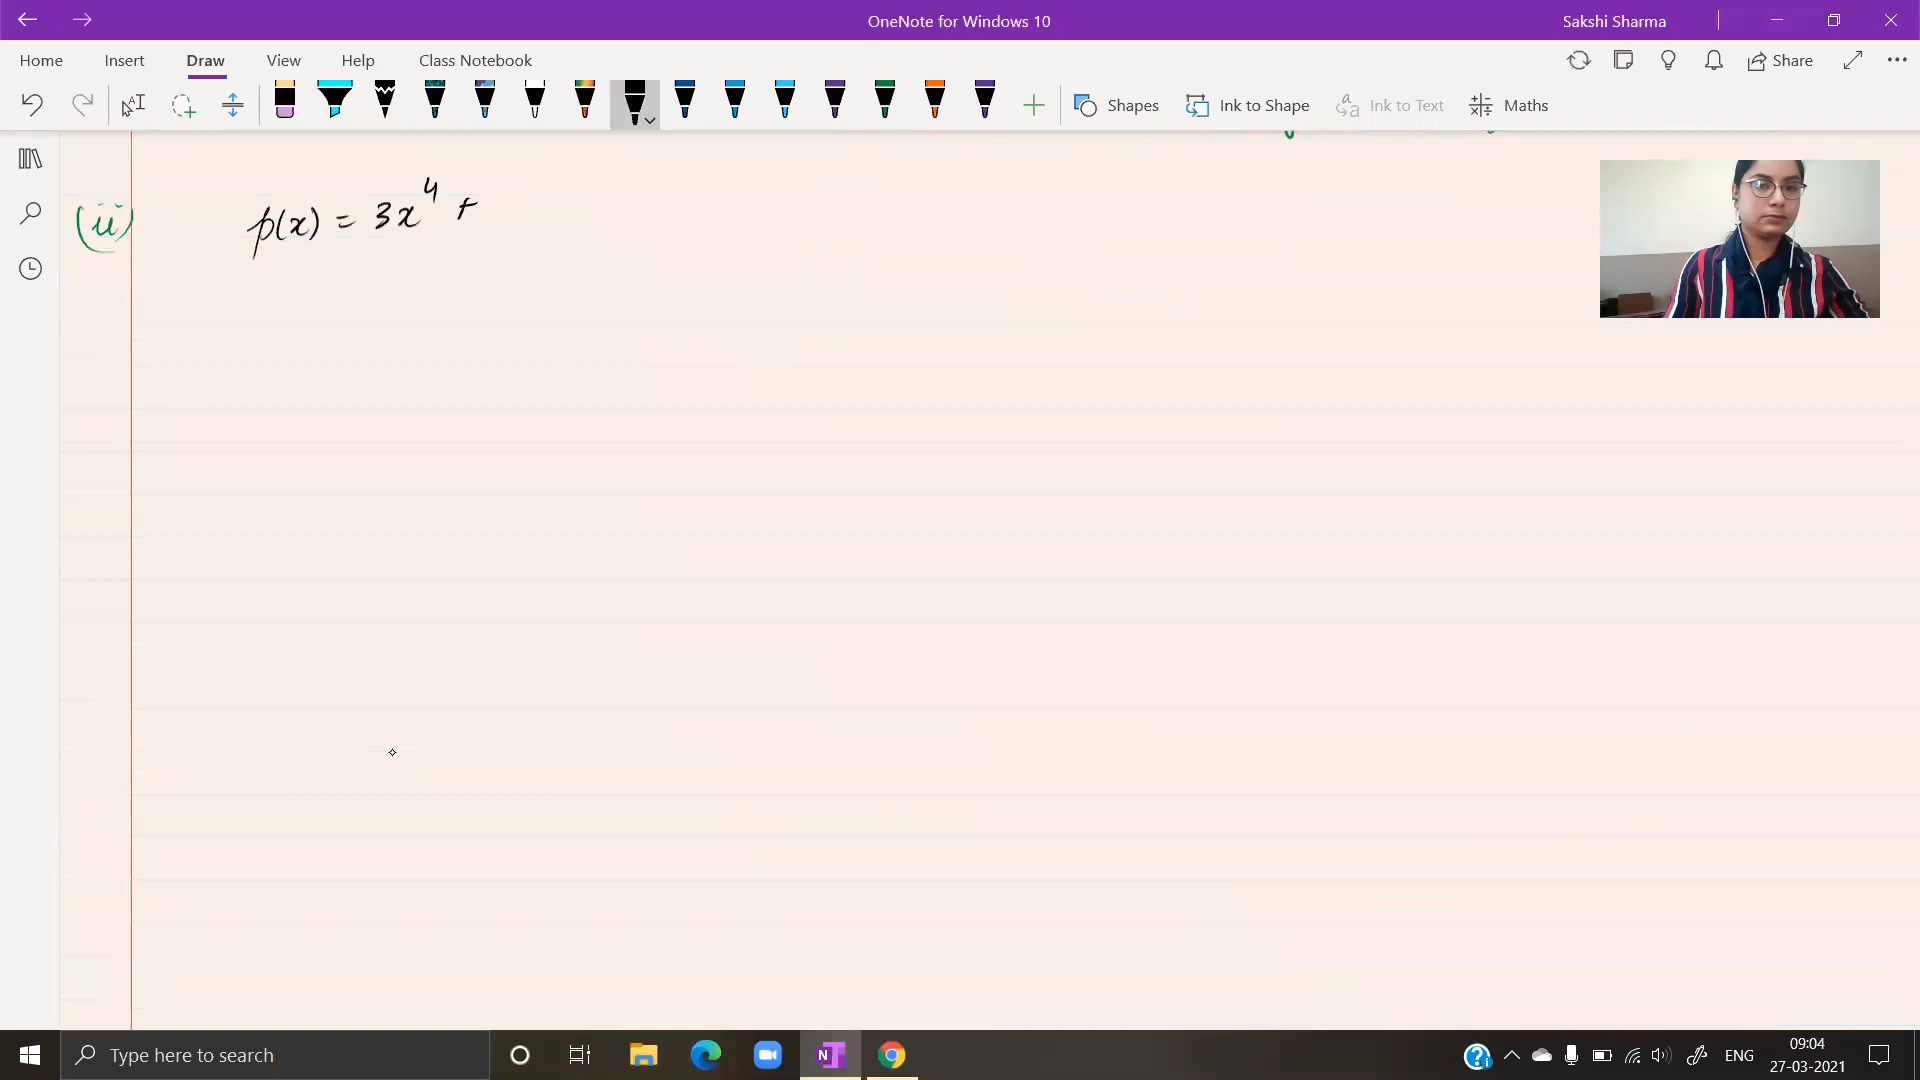 OneNote for Windows 10 Sakshi Sharma
Home Insert Draw View Help Class Notebook Share
Shapes Ink to Shape Ink to Text Maths
(ii) p(x) = 3x⁴ +
Type here to search
ENG
09:04
27-03-2021